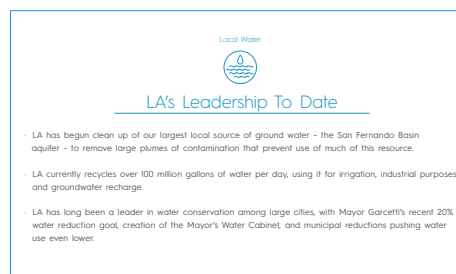 Local Water
LA's Leadership To Date
· LA has begun clean up of our largest local source of ground water – the San Fernando Basin
aquifer – to remove large plumes of contamination that prevent use of much of this resource.
· LA currently recycles over 100 million gallons of water per day, using it for irrigation, industrial purposes
and groundwater recharge.
· LA has long been a leader in water conservation among large cities, with Mayor Garcetti's recent 20%
water reduction goal, creation of the Mayor's Water Cabinet, and municipal reductions pushing water
use even lower.